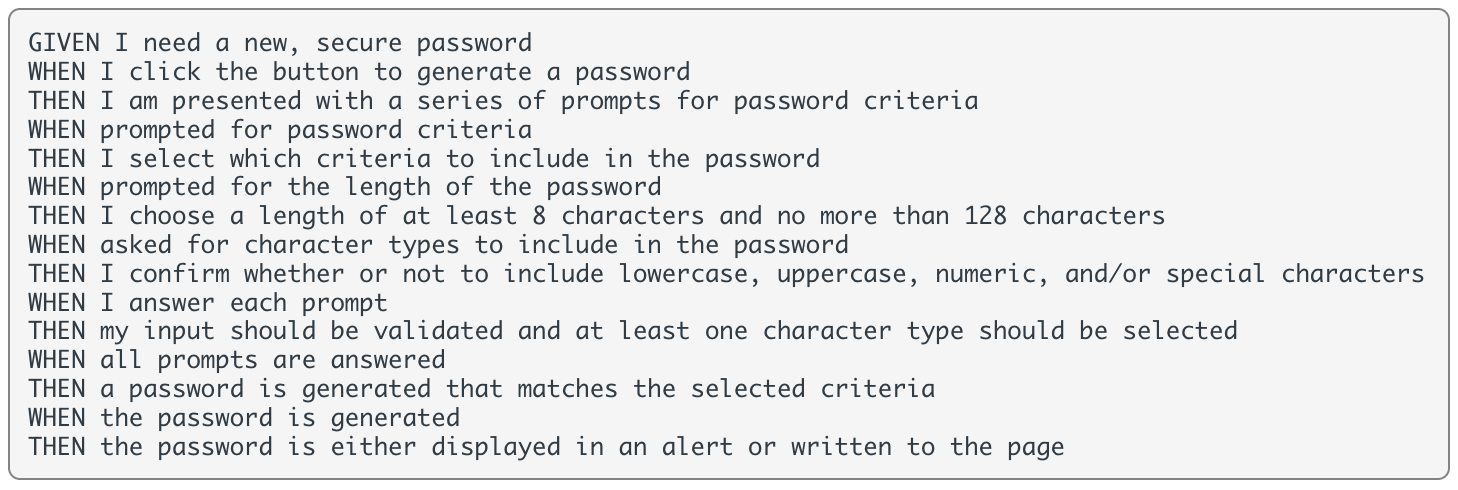 GIVEN I need a new, secure password
WHEN I click the button to generate a password
THEN I am presented with a series of prompts for password criteria
WHEN prompted for password criteria
THEN I select which criteria to include in the password
WHEN prompted for the length of the password
THEN I choose a length of at least 8 characters and no more than 128 characters
WHEN asked for character types to include in the password
THEN I confirm whether or not to include lowercase, uppercase, numeric, and/or special characters
WHEN I answer each prompt
THEN my input should be validated and at least one character type should be selected
WHEN all prompts are answered
THEN a password is generated that matches the selected criteria
WHEN the password is generated
THEN the password is either displayed in an alert or written to the page